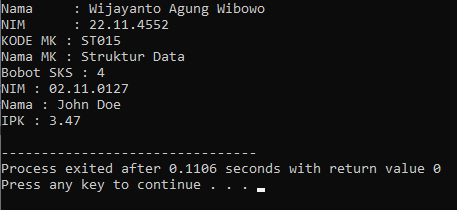 Nama     : Wijayanto Agung Wibowo
NIM      : 22.11.4552
KODE MK : ST015
Nama MK : Struktur Data
Bobot SKS : 4
NIM : 02.11.0127
Nama : John Doe
IPK : 3.47
--------------------------------
Process exited after 0.1106 seconds with return value 0
Press any key to continue . . .